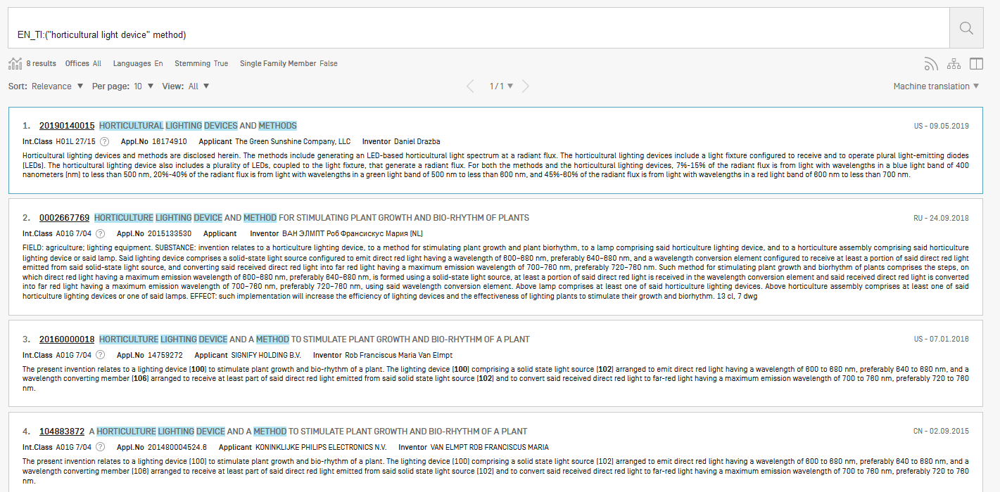 EN_TI:("horticultural light device" method)
8 results Offices All Languages En Stemming True Single Family Member False
Sort: Relevance ▼ Per page: 10 ▼ View: All ▼ 1 / 1 ▼ Machine translation ▼
1. 20190140015 HORTICULTURAL LIGHTING DEVICES AND METHODS US - 09.05.2019
Int.Class H01L 27/15 ? Appl.No 16174910 Applicant The Green Sunshine Company, LLC Inventor Daniel Drazba
Horticultural lighting devices and methods are disclosed herein. The methods include generating an LED-based horticultural light spectrum at a radiant flux. The horticultural lighting devices include a light fixture configured to receive and to operate plural light-emitting diodes
(LEDs). The horticultural lighting device also includes a plurality of LEDs, coupled to the light fixture, that generate a radiant flux. For both the methods and the horticultural lighting devices, 7%-15% of the radiant flux is from light with wavelengths in a blue light band of 400
nanometers (nm) to less than 500 nm, 20%-40% of the radiant flux is from light with wavelengths in a green light band of 500 nm to less than 600 nm, and 45%-60% of the radiant flux is from light with wavelengths in a red light band of 600 nm to less than 700 nm.
2. 0002667769 HORTICULTURE LIGHTING DEVICE AND METHOD FOR STIMULATING PLANT GROWTH AND BIO-RHYTHM OF PLANTS RU - 24.09.2018
Int.Class A01G 7/04 ? Appl.No 2015133530 Applicant Inventor ВАН ЭЛМПТ Роб Франсискус Мария (NL)
FIELD: agriculture; lighting equipment. SUBSTANCE: invention relates to a horticulture lighting device, to a method for stimulating plant growth and plant biorhythm, to a lamp comprising said horticulture lighting device, and to a horticulture assembly comprising said horticulture
lighting device or said lamp. Said lighting device comprises a solid-state light source configured to emit direct red light having a wavelength of 600–680 nm, preferably 640–680 nm, and a wavelength conversion element configured to receive at least a portion of said direct red light
emitted from said solid-state light source, and converting said received direct red light into far red light having a maximum emission wavelength of 700–760 nm, preferably 720–760 nm. Such method for stimulating plant growth and biorhythm of plants comprises the steps, on
which direct red light having a maximum emission wavelength of 600–680 nm, preferably 640–680 nm, is formed using a solid-state light source, at least a portion of said direct red light is received in the wavelength conversion element and said received direct red light is converted
into far red light having a maximum emission wavelength of 700–760 nm, preferably 720–760 nm, using said wavelength conversion element. Above lamp comprises at least one of said horticulture lighting devices. Above horticulture assembly comprises at least one of said
horticulture lighting devices or one of said lamps. EFFECT: such implementation will increase the efficiency of lighting devices and the effectiveness of lighting plants to stimulate their growth and biorhythm. 13 cl, 7 dwg
3. 20160000018 HORTICULTURE LIGHTING DEVICE AND A METHOD TO STIMULATE PLANT GROWTH AND BIO-RHYTHM OF A PLANT US - 07.01.2016
Int.Class A01G 7/04 ? Appl.No 14759272 Applicant SIGNIFY HOLDING B.V. Inventor Rob Franciscus Maria Van Elmpt
The present invention relates to a lighting device (100) to stimulate plant growth and bio-rhythm of a plant. The lighting device (100) comprising a solid state light source (102) arranged to emit direct red light having a wavelength of 600 to 680 nm, preferably 640 to 680 nm, and a
wavelength converting member (106) arranged to receive at least part of said direct red light emitted from said solid state light source (102) and to convert said received direct red light to far-red light having a maximum emission wavelength of 700 to 760 nm, preferably 720 to 760
nm.
4. 104883872 A HORTICULTURE LIGHTING DEVICE AND A METHOD TO STIMULATE PLANT GROWTH AND BIO-RHYTHM OF A PLANT CN - 02.09.2015
Int.Class A01G 7/04 ? Appl.No 201480004524.6 Applicant KONINKLIJKE PHILIPS ELECTRONICS N.V. Inventor VAN ELMPT ROB FRANCISCUS MARIA
The present invention relates to a lighting device (100) to stimulate plant growth and bio-rhythm of a plant. The lighting device (100) comprising a solid state light source (102) arranged to emit direct red light having a wavelength of 600 to 680 nm, preferably 640 to 680 nm, and a
wavelength converting member (106) arranged to receive at least part of said direct red light emitted from said solid state light source (102) and to convert said received direct red light to far-red light having a maximum emission wavelength of 700 to 760 nm, preferably 720 to 760
nm.